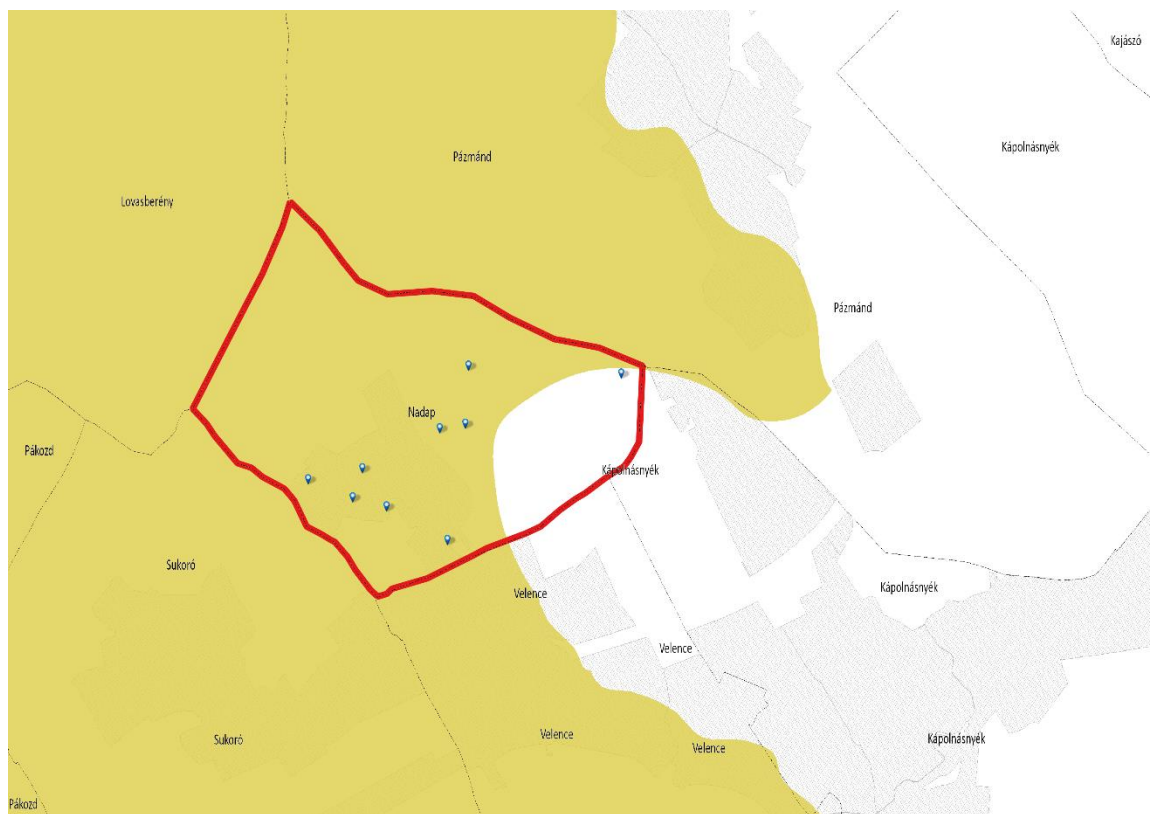 Kajászó
Kápolnásnyék
Pázmánd
Lovasberény
Pázmánd
Nadap
Pákozd
Kápolnásnyék
Sukoró
Velence
Kápolnásnyék
Velence
Sukoró
Velence
Velence
Kápolnásnyék
Pákozd